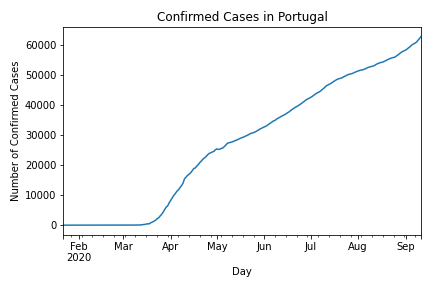 Confirmed Cases in Portugal
Number of Confirmed Cases
60000
50000
40000
30000
20000
10000
0
Feb Mar Apr May Jun Jul Aug Sep
2020
Day